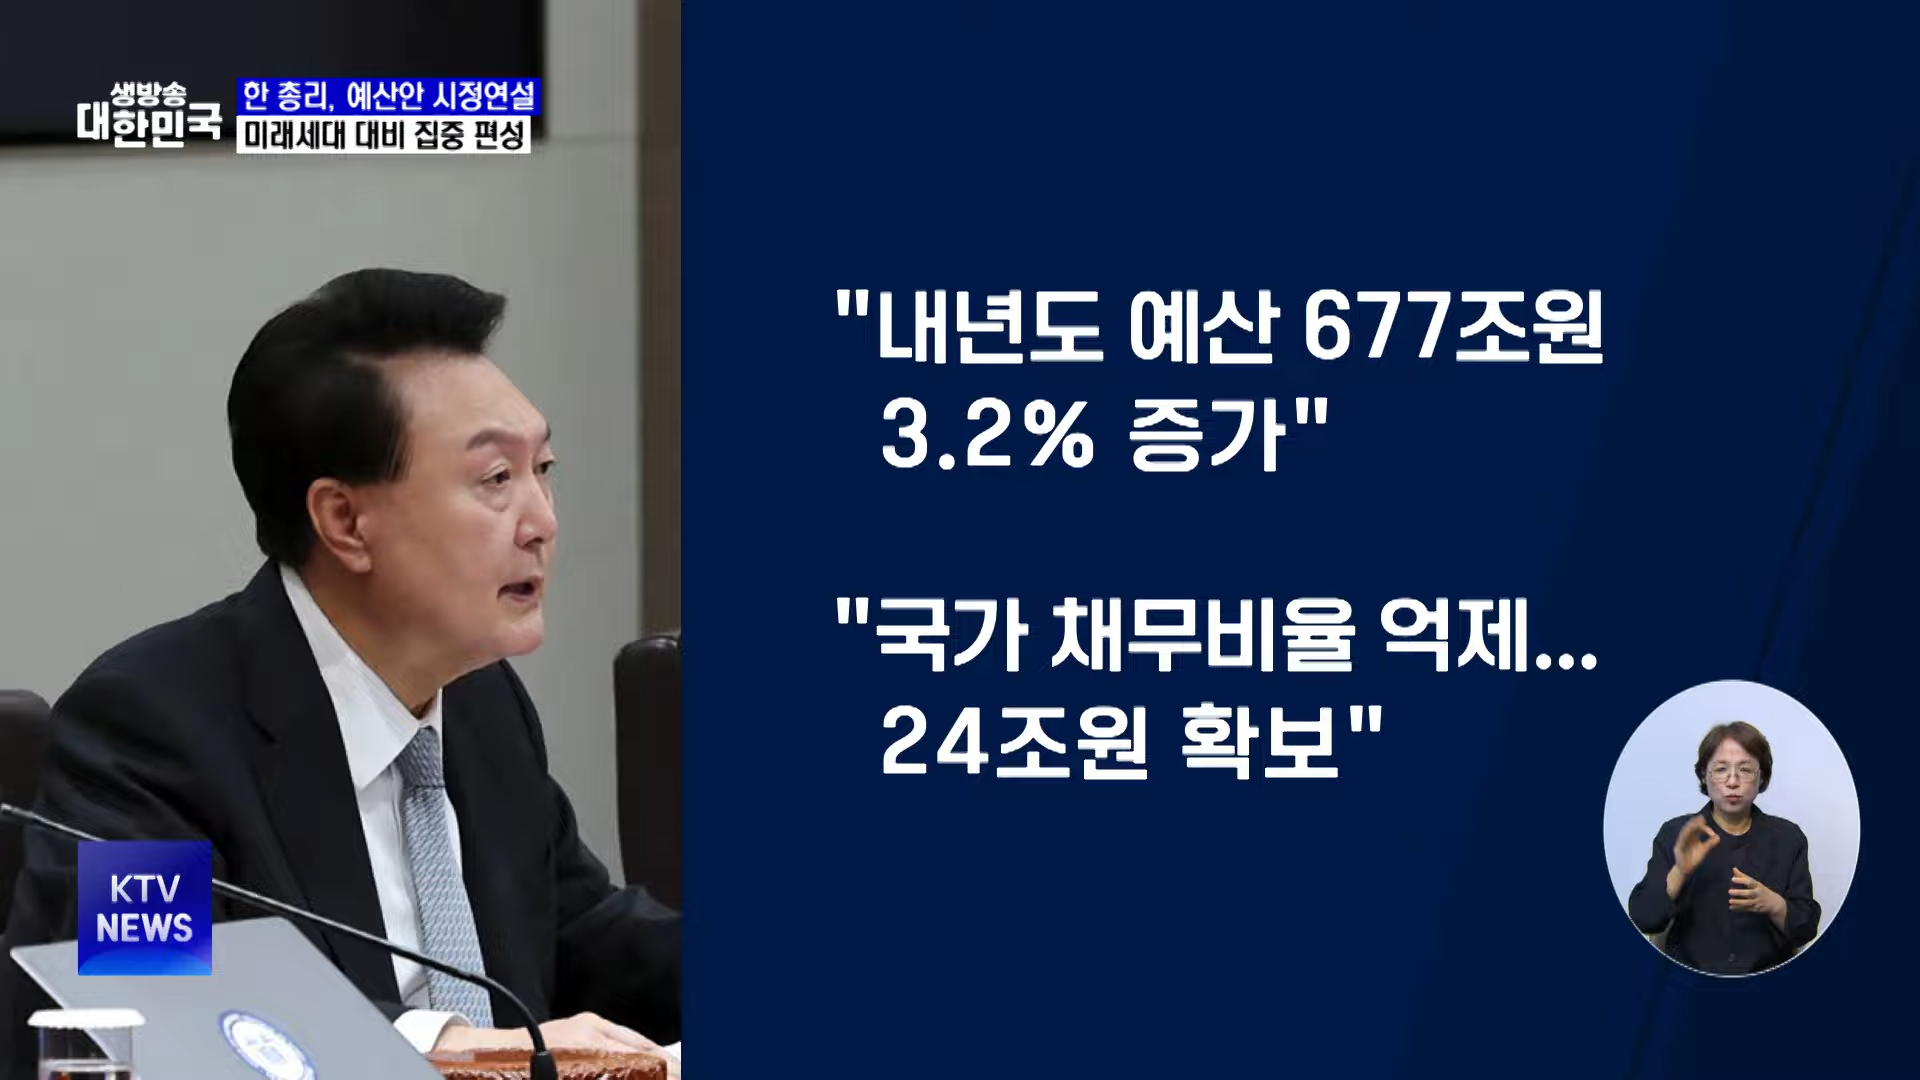 생방송
대한민국
한 총리, 예산안 시정연설
미래세대 대비 집중 편성
"내년도 예산 677조원
3.2% 증가"
"국가 채무비율 억제...
24조원 확보"
KTV
NEWS